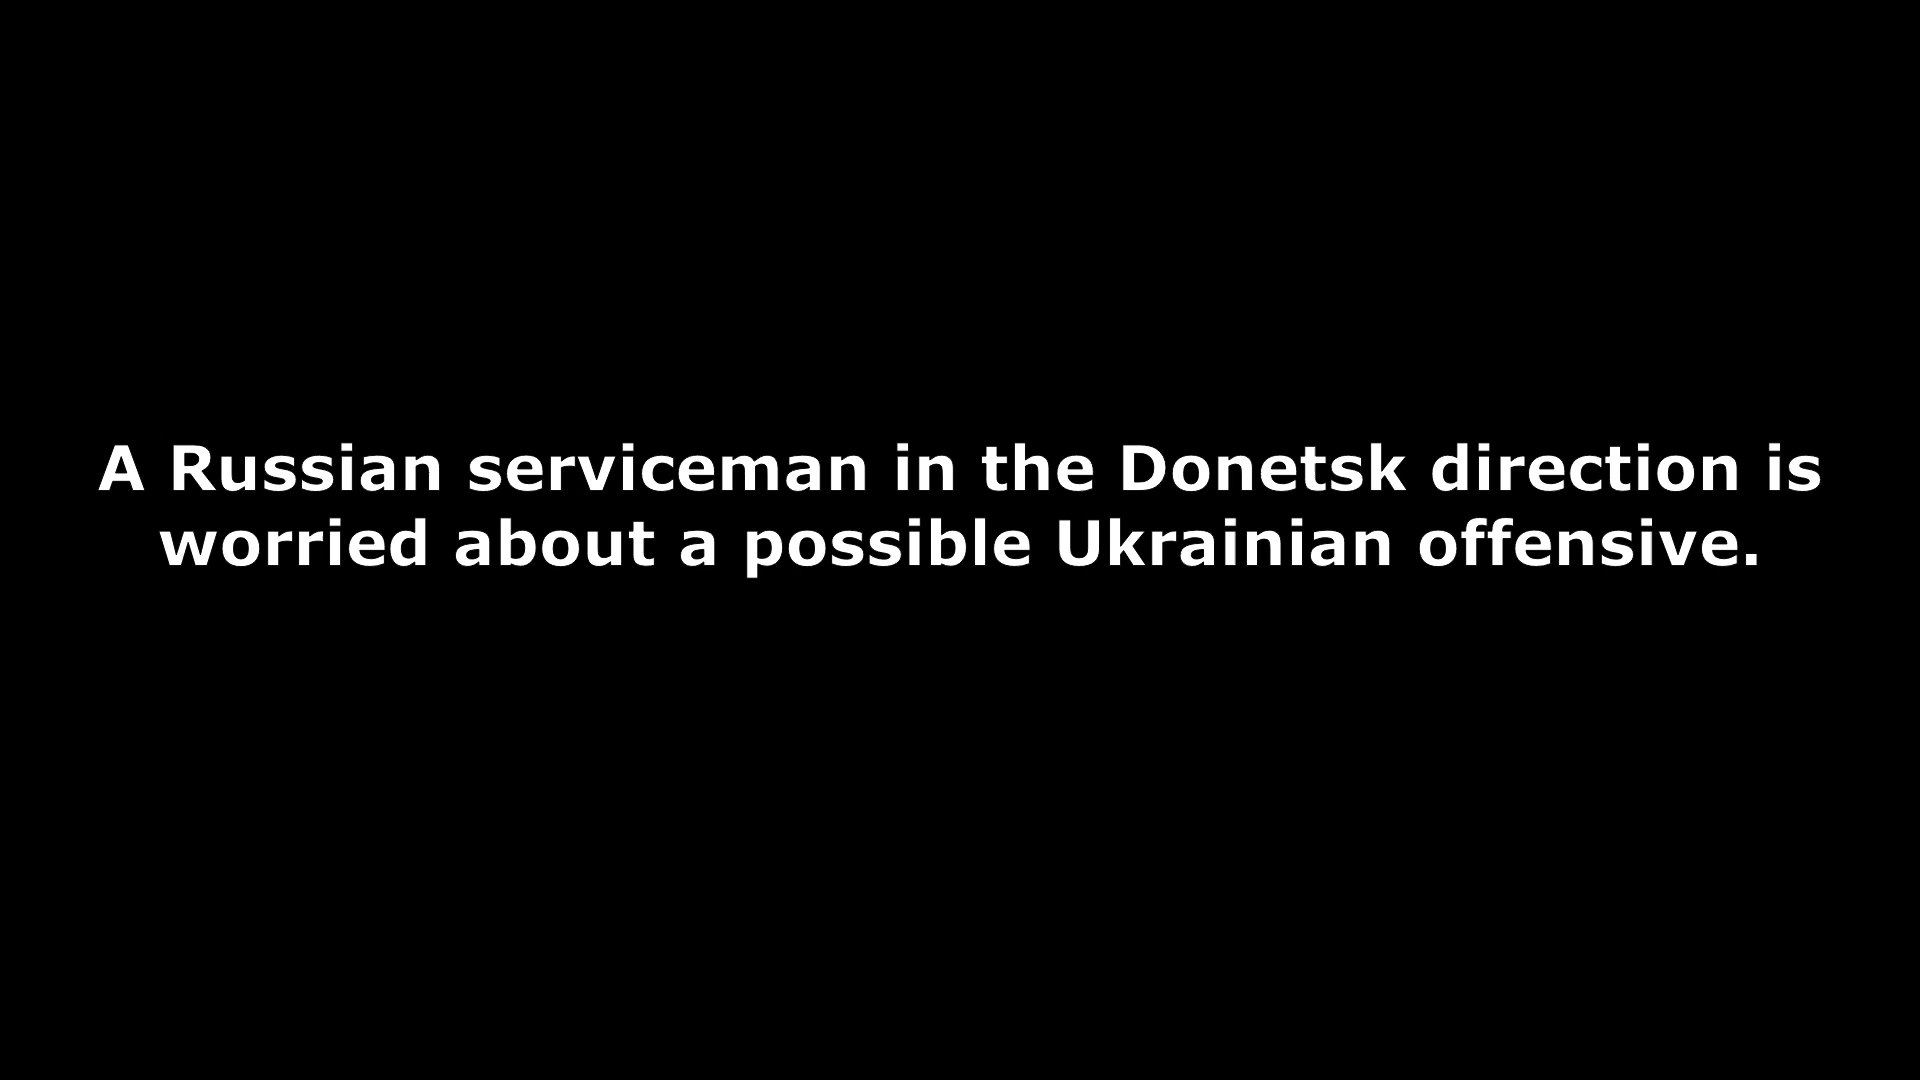 A Russian serviceman in the Donetsk direction is
worried about a possible Ukrainian offensive.